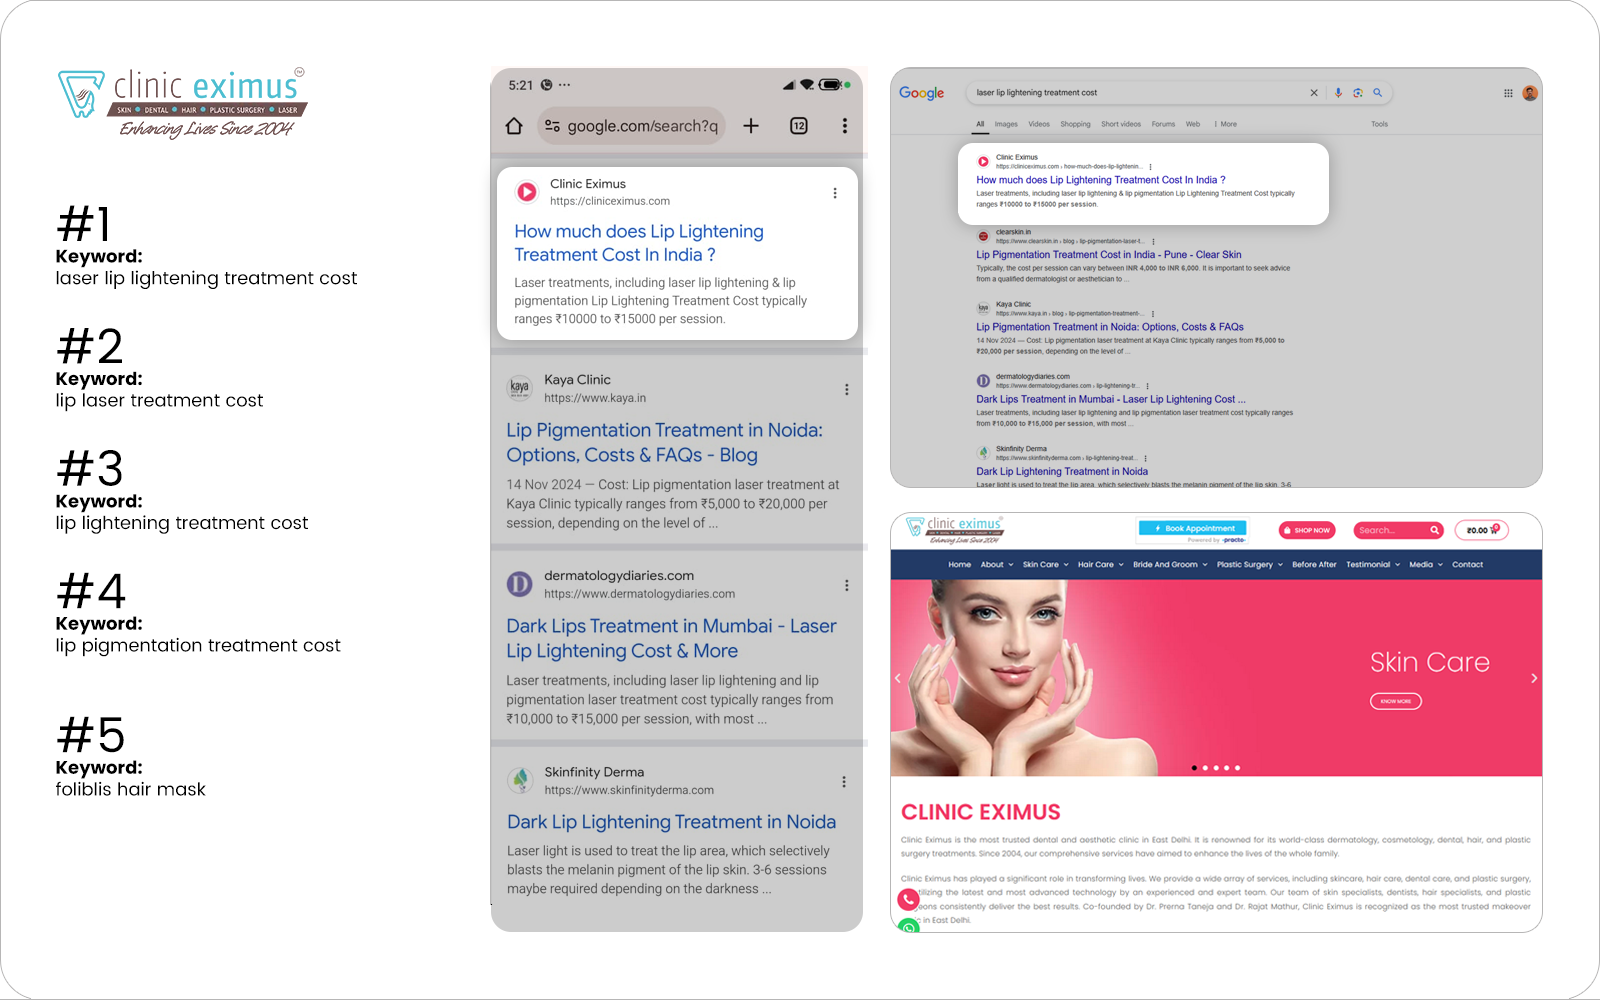 clinic eximus™
SKIN • DENTAL • HAIR • PLASTIC SURGERY • LASER
Enhancing Lives Since 2004
#1
Keyword:
laser lip lightening treatment cost
#2
Keyword:
lip laser treatment cost
#3
Keyword:
lip lightening treatment cost
#4
Keyword:
lip pigmentation treatment cost
#5
Keyword:
foliblis hair mask
5:21
google.com/search?q
12
Clinic Eximus
https://cliniceximus.com
How much does Lip Lightening
Treatment Cost In India ?
Laser treatments, including laser lip lightening & lip
pigmentation Lip Lightening Treatment Cost typically
ranges ₹10000 to ₹15000 per session.
kaya
Kaya Clinic
https://www.kaya.in
Lip Pigmentation Treatment in Noida:
Options, Costs & FAQs - Blog
14 Nov 2024 — Cost: Lip pigmentation laser treatment at
Kaya Clinic typically ranges from ₹5,000 to ₹20,000 per
session, depending on the level of ...
D
dermatologydiaries.com
https://www.dermatologydiaries.com
Dark Lips Treatment in Mumbai - Laser
Lip Lightening Cost & More
Laser treatments, including laser lip lightening and lip
pigmentation laser treatment cost typically ranges from
₹10,000 to ₹15,000 per session, with most ...
Skinfinity Derma
https://www.skinfinityderma.com
Dark Lip Lightening Treatment in Noida
Laser light is used to treat the lip area, which selectively
blasts the melanin pigment of the lip skin. 3-6 sessions
maybe required depending on the darkness ...
Google
laser lip lightening treatment cost
All Images Videos Shopping Short videos Forums Web More Tools
Clinic Eximus
https://cliniceximus.com › how-much-does-lip-lightenin...
How much does Lip Lightening Treatment Cost In India ?
Laser treatments, including laser lip lightening & lip pigmentation Lip Lightening Treatment Cost typically
ranges ₹10000 to ₹15000 per session.
clearskin.in
https://www.clearskin.in › blog › lip-pigmentation-laser-t...
Lip Pigmentation Treatment Cost in India - Pune - Clear Skin
Typically, the cost per session can vary between INR 4,000 to INR 6,000. It is important to seek advice
from a qualified dermatologist or aesthetician to ...
kaya
Kaya Clinic
https://www.kaya.in › blog › lip-pigmentation-treatment-...
Lip Pigmentation Treatment in Noida: Options, Costs & FAQs
14 Nov 2024 — Cost: Lip pigmentation laser treatment at Kaya Clinic typically ranges from ₹5,000 to
₹20,000 per session, depending on the level of ...
D
dermatologydiaries.com
https://www.dermatologydiaries.com › lip-lightening-tr...
Dark Lips Treatment in Mumbai - Laser Lip Lightening Cost ...
Laser treatments, including laser lip lightening and lip pigmentation laser treatment cost typically ranges
from ₹10,000 to ₹15,000 per session, with most ...
Skinfinity Derma
https://www.skinfinityderma.com › lip-lightening-treat...
Dark Lip Lightening Treatment in Noida
Laser light is used to treat the lip area, which selectively blasts the melanin pigment of the lip skin. 3-6
clinic eximus
Enhancing Lives Since 2004
Book Appointment
Powered by -practo-
SHOP NOW
Search...
₹0.00
0
Home About Skin Care Hair Care Bride And Groom Plastic Surgery Before After Testimonial Media Contact
Skin Care
KNOW MORE
CLINIC EXIMUS
Clinic Eximus is the most trusted dental and aesthetic clinic in East Delhi. It is renowned for its world-class dermatology, cosmetology, dental, hair, and plastic
surgery treatments. Since 2004, our comprehensive services have aimed to enhance the lives of the whole family.
Clinic Eximus has played a significant role in transforming lives. We provide a wide array of services, including skincare, hair care, dental care, and plastic surgery,
tilizing the latest and most advanced technology by an experienced and expert team. Our team of skin specialists, dentists, hair specialists, and plastic
eons consistently deliver the best results. Co-founded by Dr. Prerna Taneja and Dr. Rajat Mathur, Clinic Eximus is recognized as the most trusted makeover
c in East Delhi.